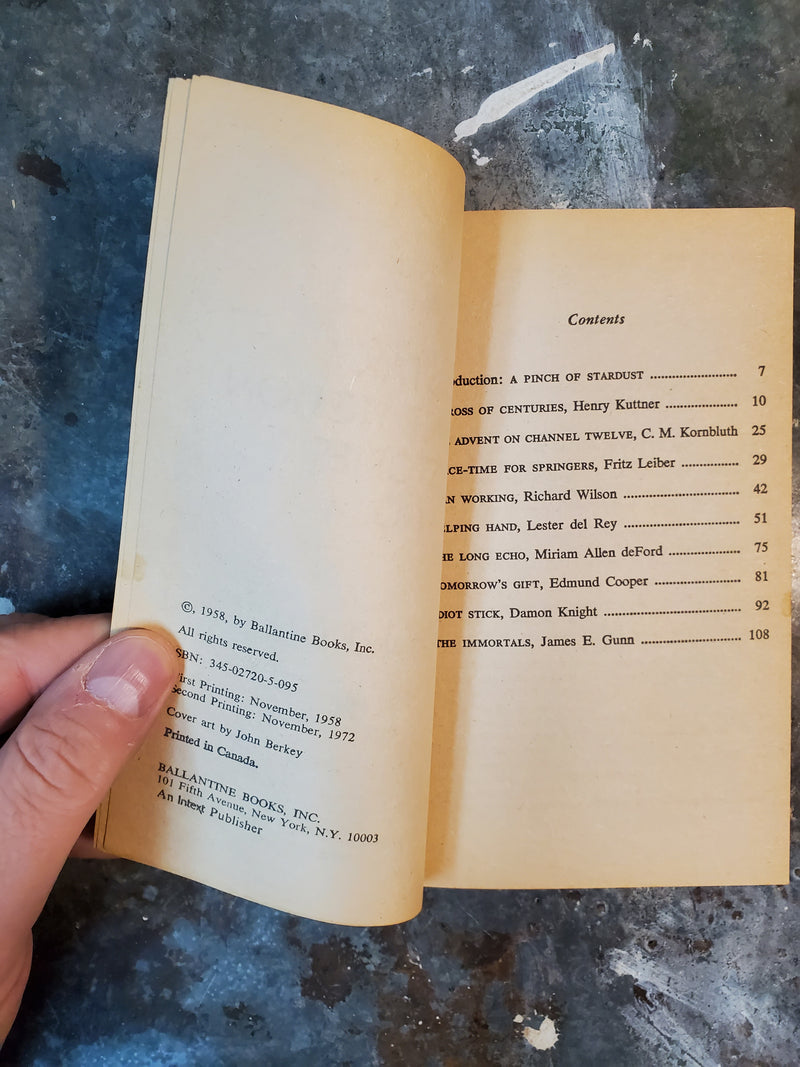 ©, 1958, by Ballantine Books, Inc.
All rights reserved.
SBN: 345-02720-5-095
First Printing: November, 1958
Second Printing: November, 1972
Cover art by John Berkey
Printed in Canada.
BALLANTINE BOOKS, INC.
101 Fifth Avenue, New York, N.Y. 10003
An Intext Publisher
Contents
oduction: A PINCH OF STARDUST ........................ 7
ROSS OF CENTURIES, Henry Kuttner .................... 10
ADVENT ON CHANNEL TWELVE, C. M. Kornbluth 25
CE-TIME FOR SPRINGERS, Fritz Leiber ................ 29
N WORKING, Richard Wilson ................................ 42
LPING HAND, Lester del Rey ................................ 51
HE LONG ECHO, Miriam Allen deFord .................... 75
OMORROW'S GIFT, Edmund Cooper ........................ 81
DIOT STICK, Damon Knight ...................................... 92
THE IMMORTALS, James E. Gunn ............................ 108